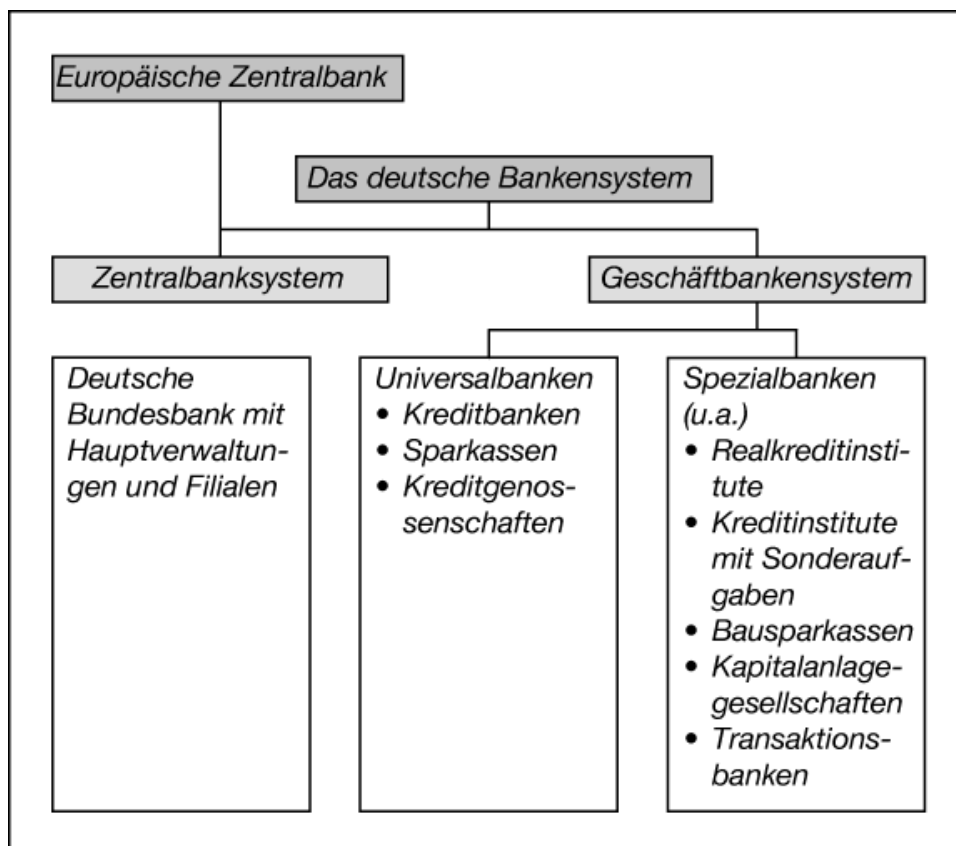 Europäische Zentralbank
Das deutsche Bankensystem
Zentralbanksystem
Geschäftbankensystem
Deutsche
Bundesbank mit
Hauptverwaltun-
gen und Filialen
Universalbanken
• Kreditbanken
• Sparkassen
• Kreditgenos-
senschaften
Spezialbanken
(u.a.)
• Realkreditinsti-
tute
• Kreditinstitute
mit Sonderauf-
gaben
• Bausparkassen
• Kapitalanlage-
gesellschaften
• Transaktions-
banken